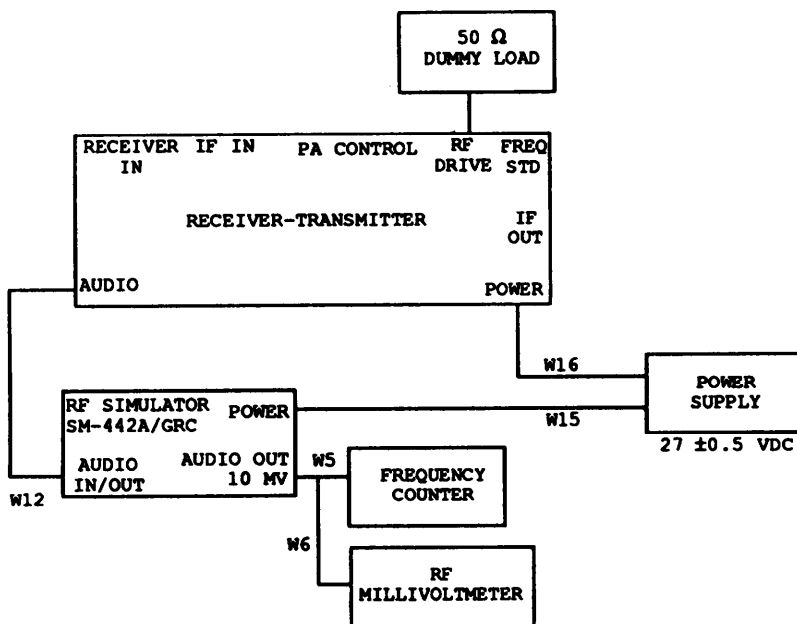 50 Ω
DUMMY LOAD
RECEIVER IN
IF IN
PA CONTROL
RF DRIVE
FREQ STD
RECEIVER-TRANSMITTER
IF OUT
AUDIO
POWER
W16
POWER SUPPLY
27 ±0.5 VDC
W15
RF SIMULATOR
SM-442A/GRC
POWER
AUDIO IN/OUT
AUDIO OUT
10 MV
W12
W5
FREQUENCY COUNTER
W6
RF MILLIVOLTMETER